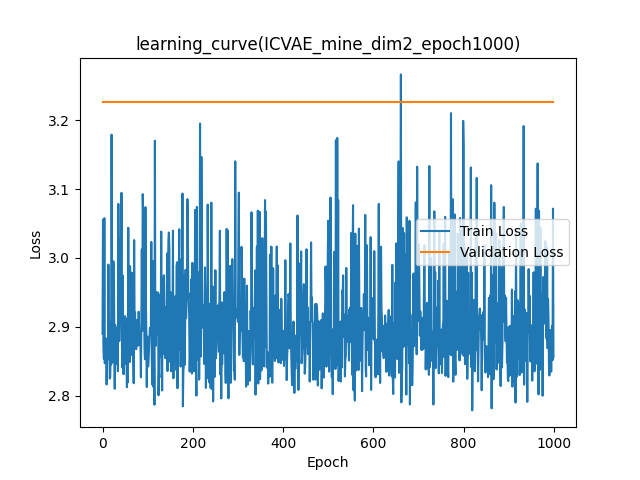 learning_curve(ICVAE_mine_dim2_epoch1000)
Loss
3.2
3.1
3.0
2.9
2.8
Train Loss
Validation Loss
0 200 400 600 800 1000
Epoch